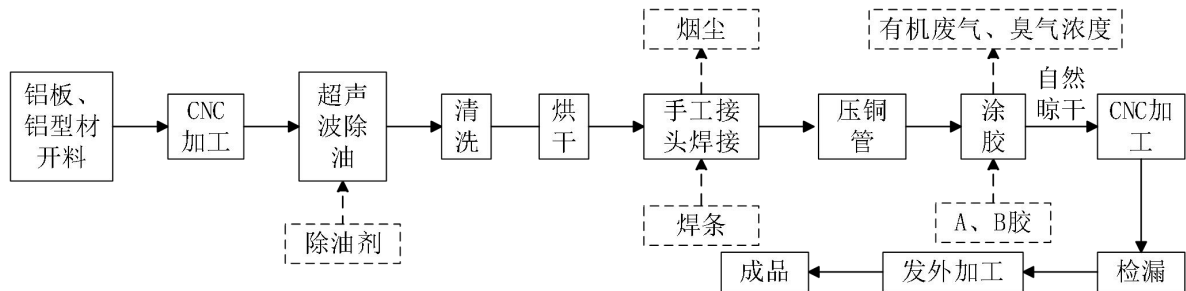 烟尘
有机废气、臭气浓度
铝板、
铝型材
开料
CNC
加工
超声
波除
油
清
洗
烘
干
手工接
头焊接
压铜
管
涂
胶
自然
晾干
CNC加
工
除油剂
焊条
A、B胶
成品
发外加工
检漏